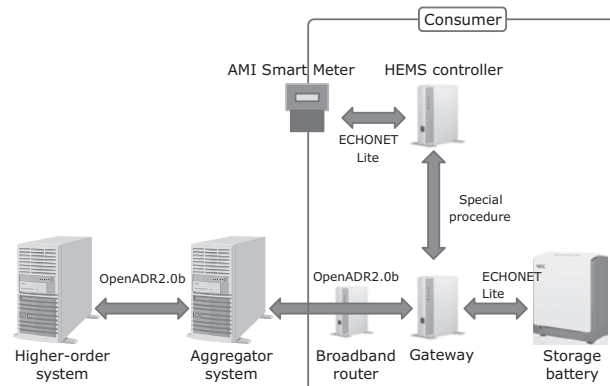 Consumer
AMI Smart Meter
HEMS controller
ECHONET
Lite
Special
procedure
OpenADR2.0b
OpenADR2.0b
ECHONET
Lite
Higher-order
system
Aggregator
system
Broadband
router
Gateway
Storage
battery